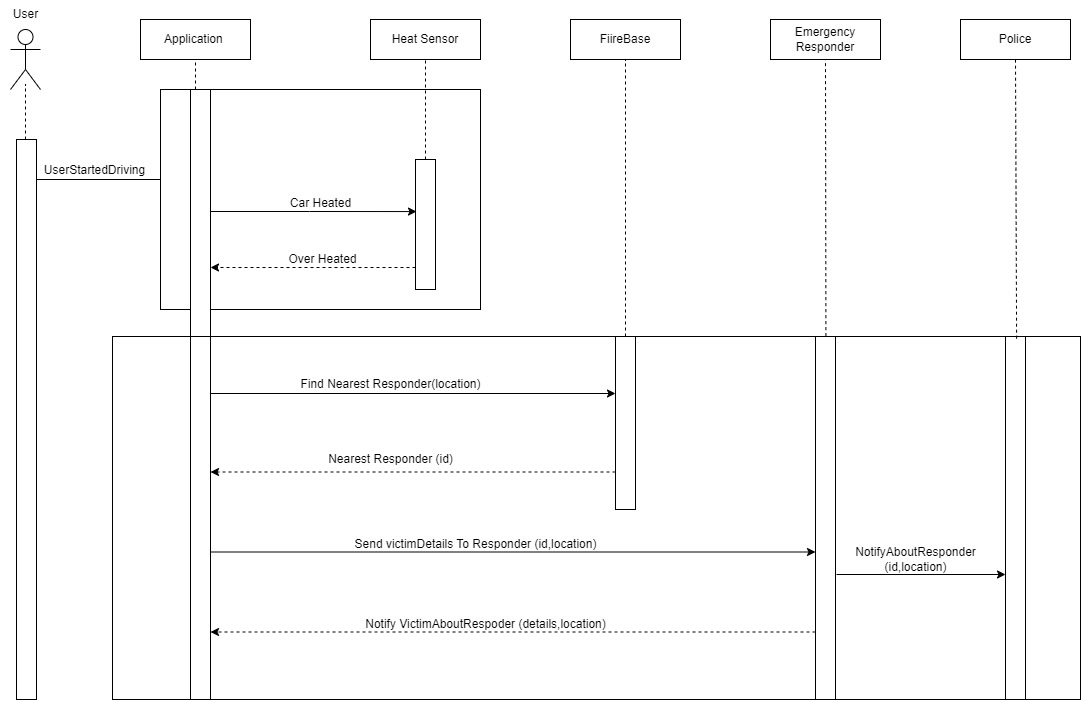 User
Application
Heat Sensor
FiireBase
Emergency
Responder
Police
UserStartedDriving
Car Heated
Over Heated
Find Nearest Responder(location)
Nearest Responder (id)
Send victimDetails To Responder (id,location)
NotifyAboutResponder
(id,location)
Notify VictimAboutRespoder (details,location)